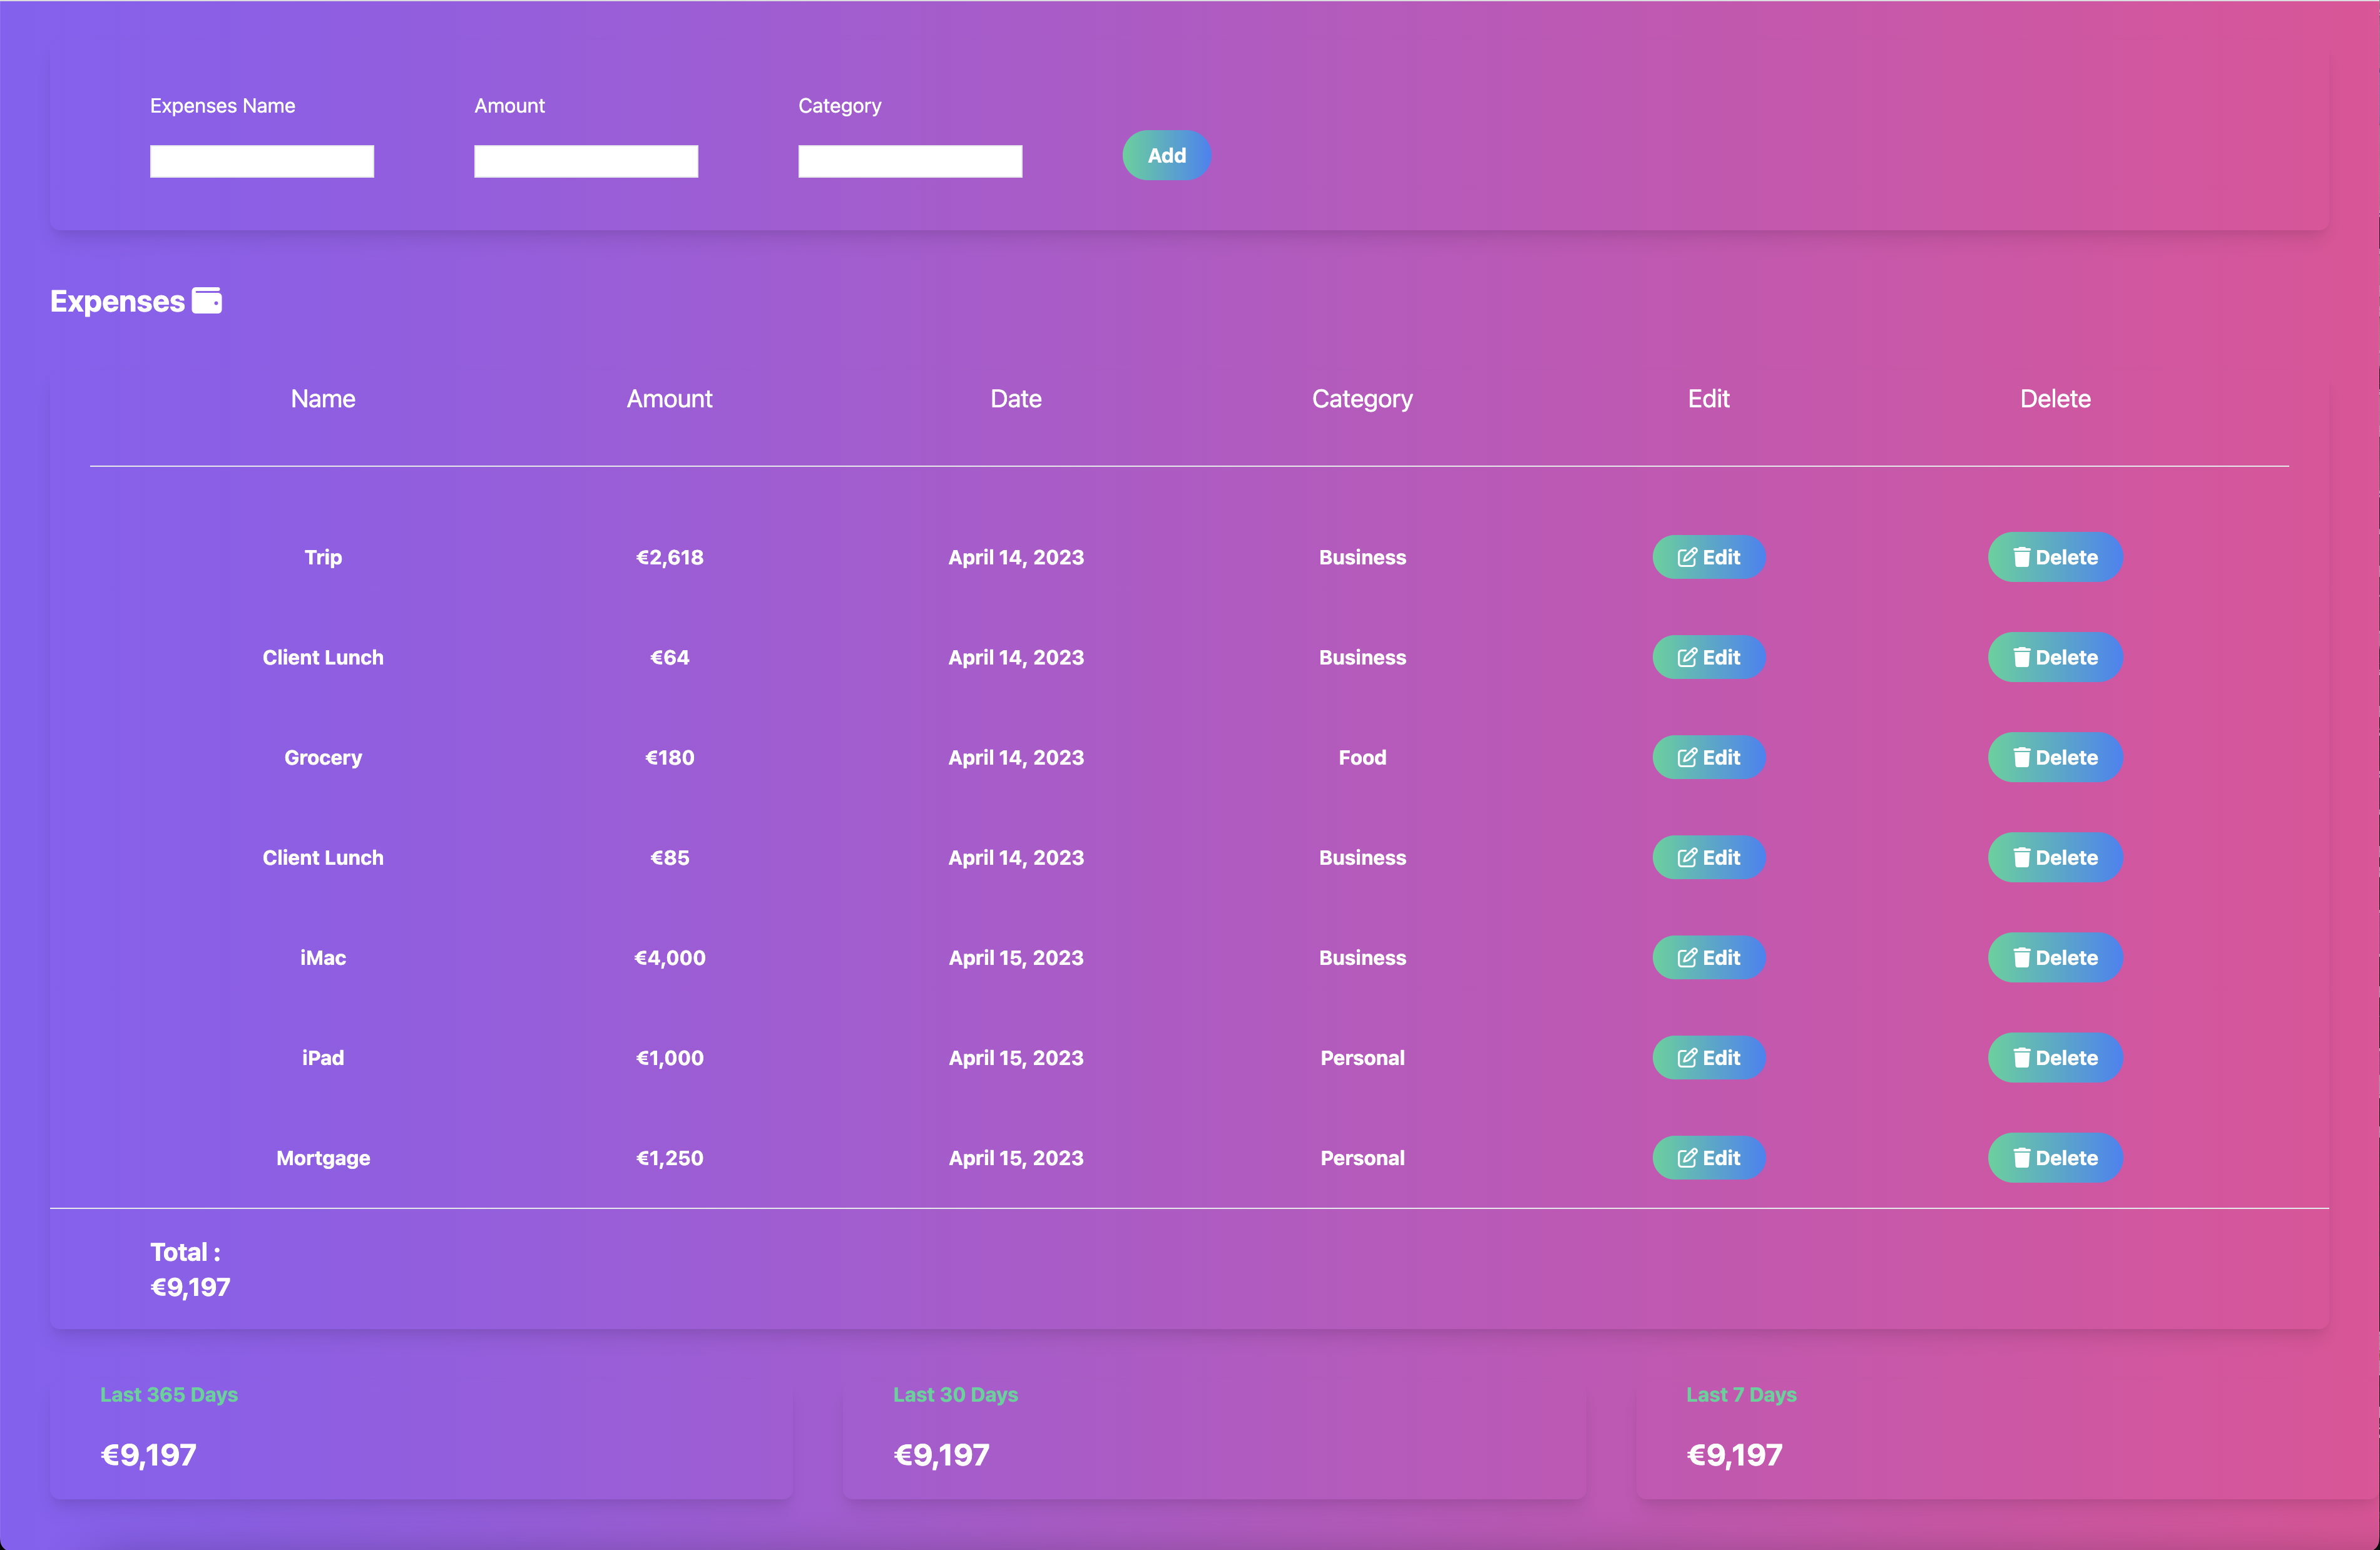 Expenses Name Amount Category
Add
Expenses
Name Amount Date Category Edit Delete
Trip €2,618 April 14, 2023 Business Edit Delete
Client Lunch €64 April 14, 2023 Business Edit Delete
Grocery €180 April 14, 2023 Food Edit Delete
Client Lunch €85 April 14, 2023 Business Edit Delete
iMac €4,000 April 15, 2023 Business Edit Delete
iPad €1,000 April 15, 2023 Personal Edit Delete
Mortgage €1,250 April 15, 2023 Personal Edit Delete
Total :
€9,197
Last 365 Days Last 30 Days Last 7 Days
€9,197 €9,197 €9,197